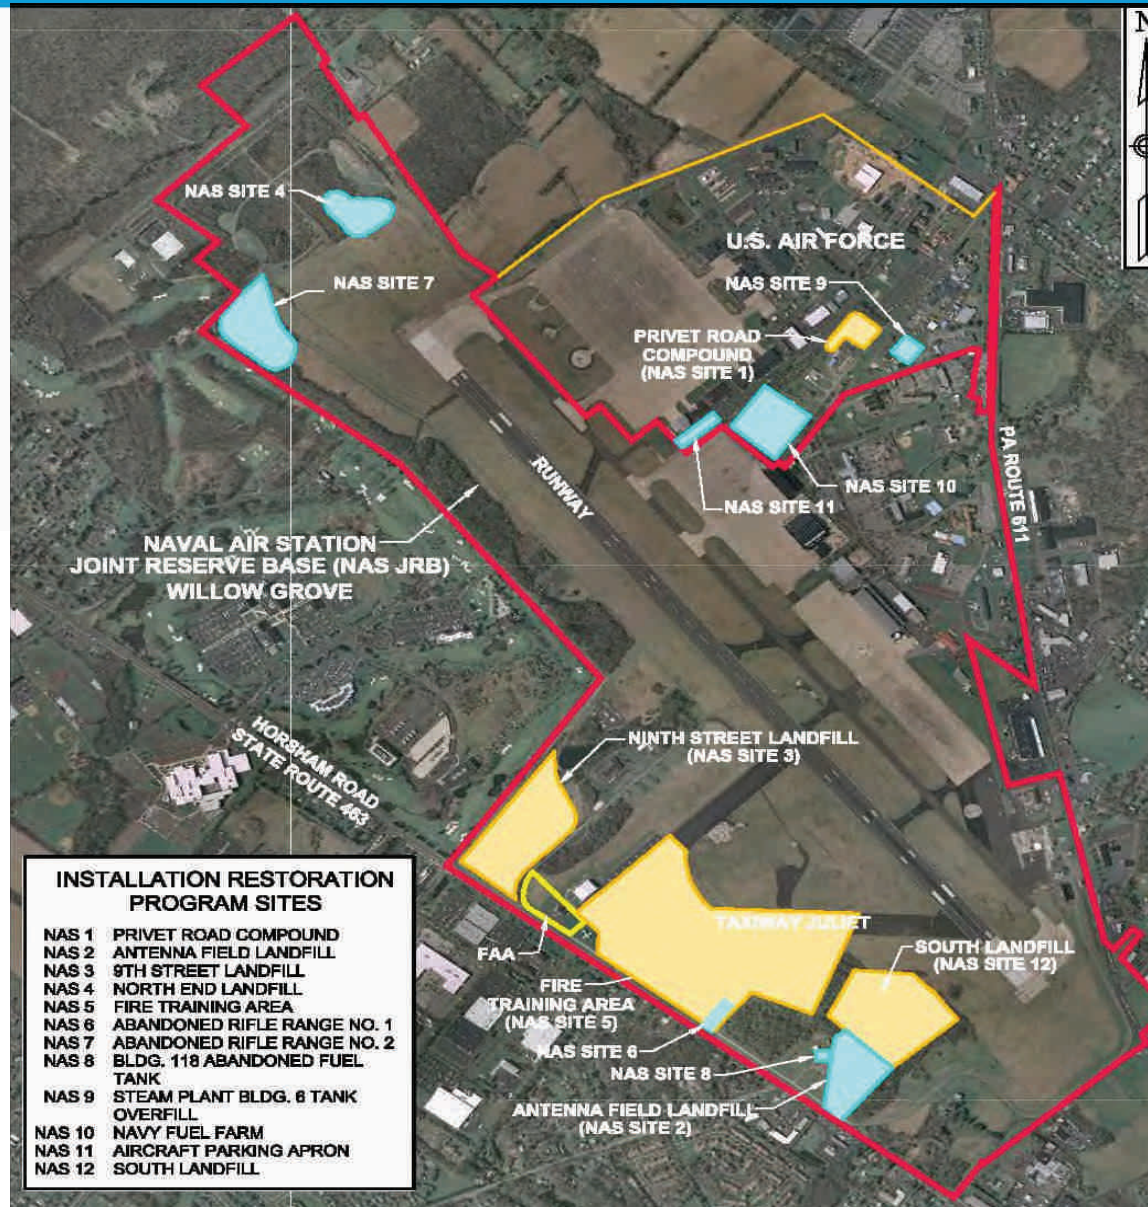 N
NAS SITE 4
U.S. AIR FORCE
NAS SITE 7
NAS SITE 9
PRIVET ROAD
COMPOUND
(NAS SITE 1)
RUNWAY
NAS SITE 10
NAS SITE 11
PA ROUTE 611
NAVAL AIR STATION
JOINT RESERVE BASE (NAS JRB)
WILLOW GROVE
HORSHAM ROAD
STATE ROUTE 463
NINTH STREET LANDFILL
(NAS SITE 3)
TAXIWAY JULIET
SOUTH LANDFILL
(NAS SITE 12)
FAA
FIRE
TRAINING AREA
(NAS SITE 5)
NAS SITE 6
NAS SITE 8
ANTENNA FIELD LANDFILL
(NAS SITE 2)
INSTALLATION RESTORATION
PROGRAM SITES
NAS 1 PRIVET ROAD COMPOUND
NAS 2 ANTENNA FIELD LANDFILL
NAS 3 9TH STREET LANDFILL
NAS 4 NORTH END LANDFILL
NAS 5 FIRE TRAINING AREA
NAS 6 ABANDONED RIFLE RANGE NO. 1
NAS 7 ABANDONED RIFLE RANGE NO. 2
NAS 8 BLDG. 118 ABANDONED FUEL
TANK
NAS 9 STEAM PLANT BLDG. 6 TANK
OVERFILL
NAS 10 NAVY FUEL FARM
NAS 11 AIRCRAFT PARKING APRON
NAS 12 SOUTH LANDFILL